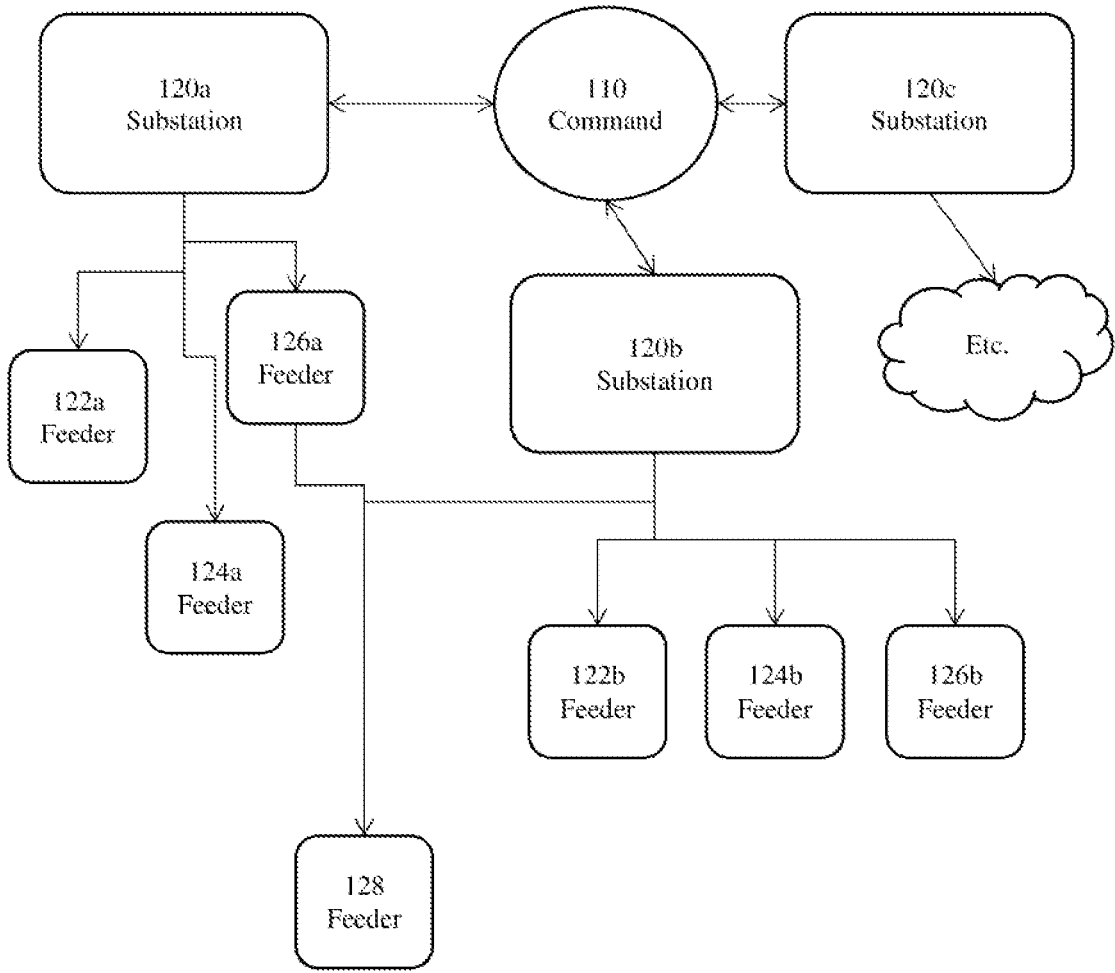 120a
Substation
110
Command
120c
Substation
126a
Feeder
120b
Substation
Etc.
122a
Feeder
124a
Feeder
122b
Feeder
124b
Feeder
126b
Feeder
128
Feeder